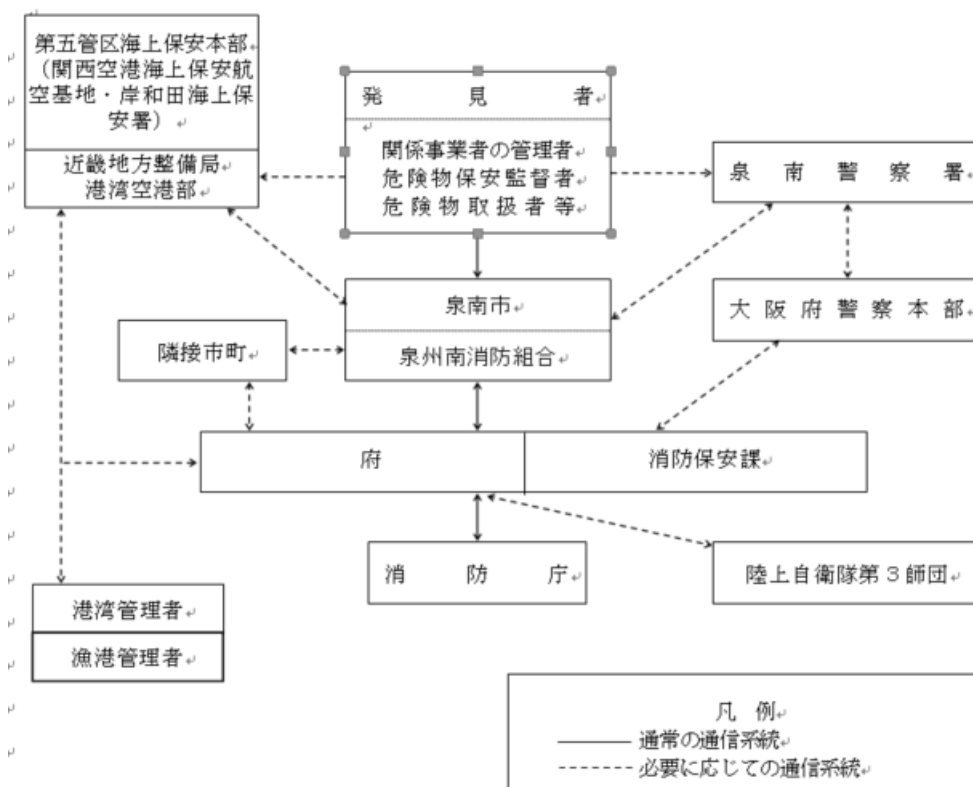 第五管区海上保安本部
（関西空港海上保安航
空基地・岸和田海上保
安署）
近畿地方整備局
港湾空港部
発見者
関係事業者の管理者
危険物保安監督者
危険物取扱者等
泉南警察署
泉南市
泉州南消防組合
大阪府警察本部
隣接市町
府
消防保安課
消防庁
陸上自衛隊第3師団
港湾管理者
漁港管理者
凡例
通常の通信系統
必要に応じての通信系統